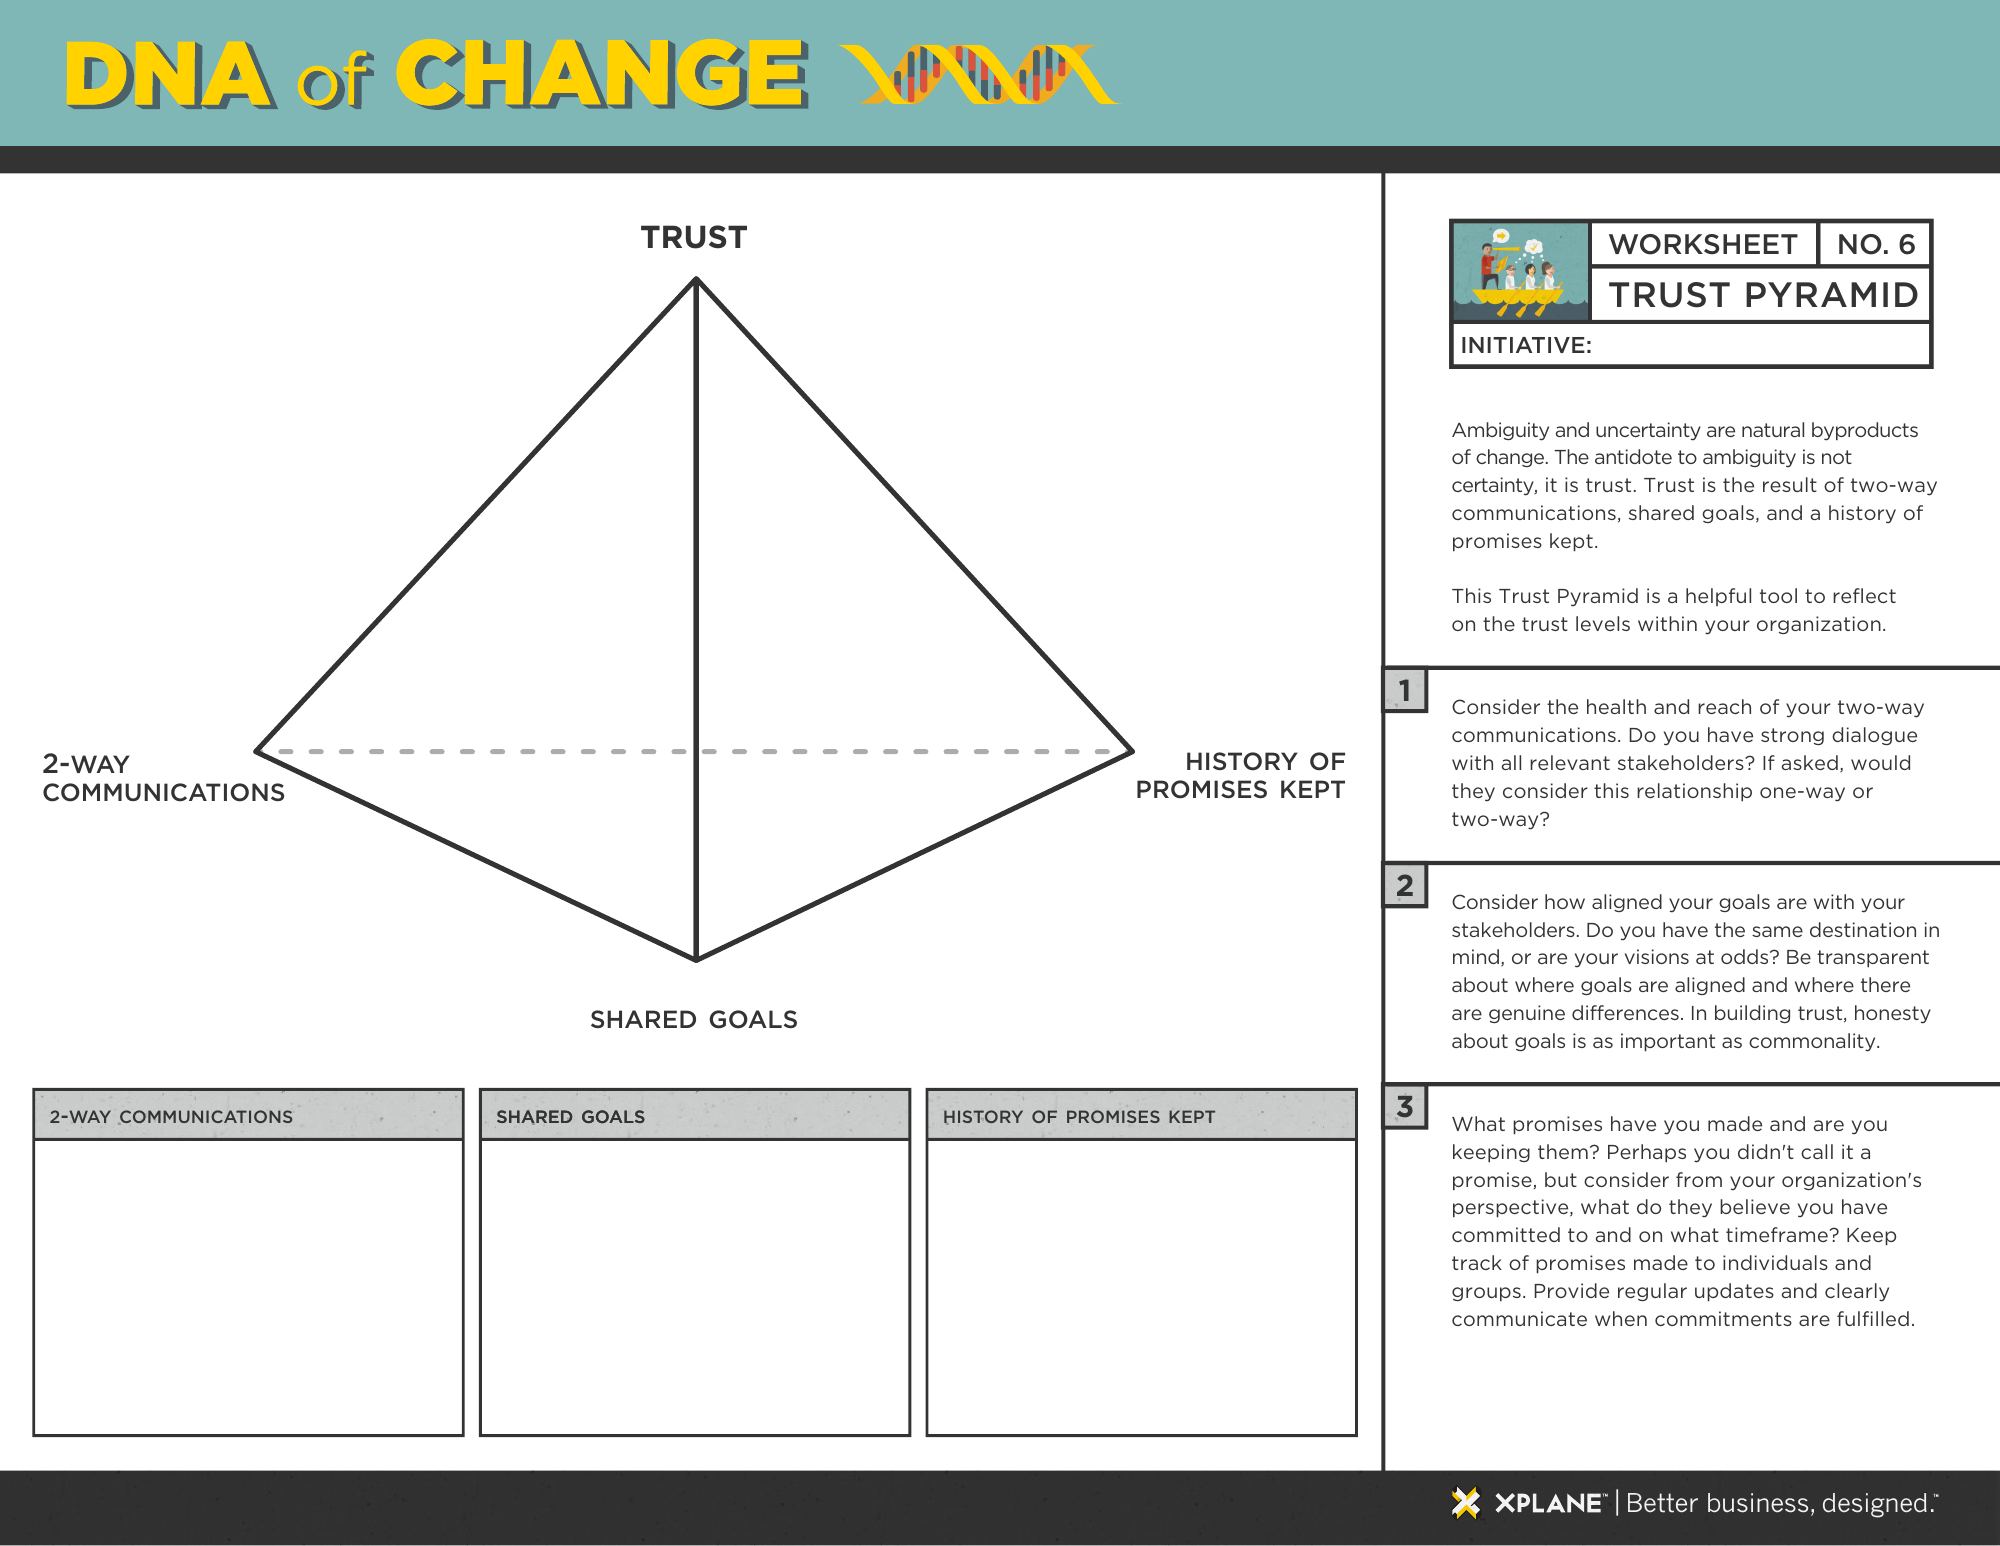 DNA of CHANGE
TRUST
2-WAY
COMMUNICATIONS
HISTORY OF
PROMISES KEPT
SHARED GOALS
2-WAY COMMUNICATIONS
SHARED GOALS
HISTORY OF PROMISES KEPT
WORKSHEET
NO. 6
TRUST PYRAMID
INITIATIVE:
Ambiguity and uncertainty are natural byproducts
of change. The antidote to ambiguity is not
certainty, it is trust. Trust is the result of two-way
communications, shared goals, and a history of
promises kept.
This Trust Pyramid is a helpful tool to reflect
on the trust levels within your organization.
1
Consider the health and reach of your two-way
communications. Do you have strong dialogue
with all relevant stakeholders? If asked, would
they consider this relationship one-way or
two-way?
2
Consider how aligned your goals are with your
stakeholders. Do you have the same destination in
mind, or are your visions at odds? Be transparent
about where goals are aligned and where there
are genuine differences. In building trust, honesty
about goals is as important as commonality.
3
What promises have you made and are you
keeping them? Perhaps you didn't call it a
promise, but consider from your organization's
perspective, what do they believe you have
committed to and on what timeframe? Keep
track of promises made to individuals and
groups. Provide regular updates and clearly
communicate when commitments are fulfilled.
XPLANE™ | Better business, designed.™